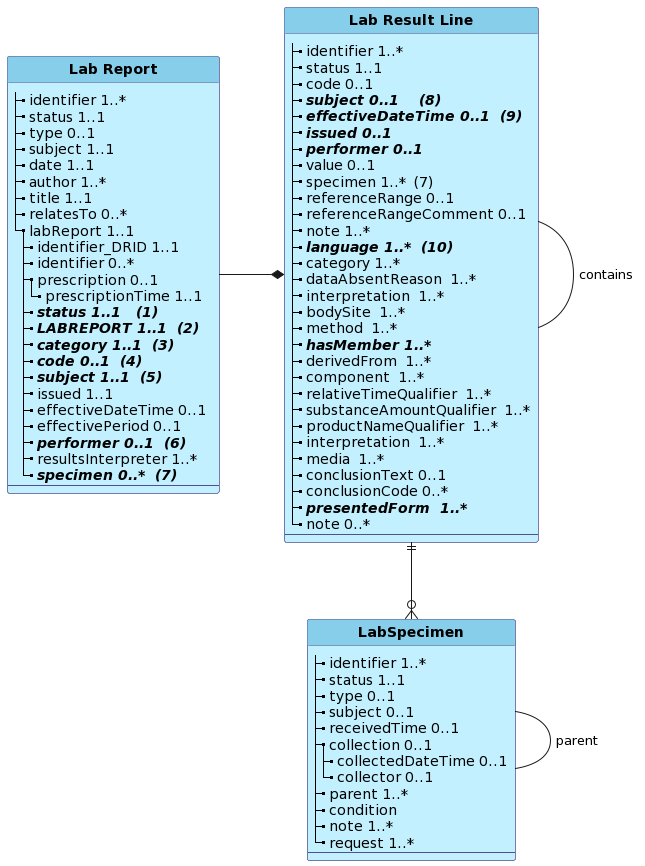 Lab Report
identifier 1..*
status 1..1
type 0..1
subject 1..1
date 1..1
author 1..*
title 1..1
relatesTo 0..*
labReport 1..1
identifier_DRID 1..1
identifier 0..*
prescription 0..1
prescriptionTime 1..1
status 1..1 (1)
LABREPORT 1..1 (2)
category 1..1 (3)
code 0..1 (4)
subject 1..1 (5)
issued 1..1
effectiveDateTime 0..1
effectivePeriod 0..1
performer 0..1 (6)
resultsInterpreter 1..*
specimen 0..* (7)
Lab Result Line
identifier 1..*
status 1..1
code 0..1
subject 0..1 (8)
effectiveDateTime 0..1 (9)
issued 0..1
performer 0..1
value 0..1
specimen 1..* (7)
referenceRange 0..1
referenceRangeComment 0..1
note 1..*
language 1..* (10)
category 1..*
dataAbsentReason 1..*
interpretation 1..*
bodySite 1..*
method 1..*
hasMember 1..*
derivedFrom 1..*
component 1..*
relativeTimeQualifier 1..*
substanceAmountQualifier 1..*
productNameQualifier 1..*
interpretation 1..*
media 1..*
conclusionText 0..1
conclusionCode 0..*
presentedForm 1..*
note 0..*
contains
LabSpecimen
identifier 1..*
status 1..1
type 0..1
subject 0..1
receivedTime 0..1
collection 0..1
collectedDateTime 0..1
collector 0..1
parent 1..*
condition
note 1..*
request 1..*
parent